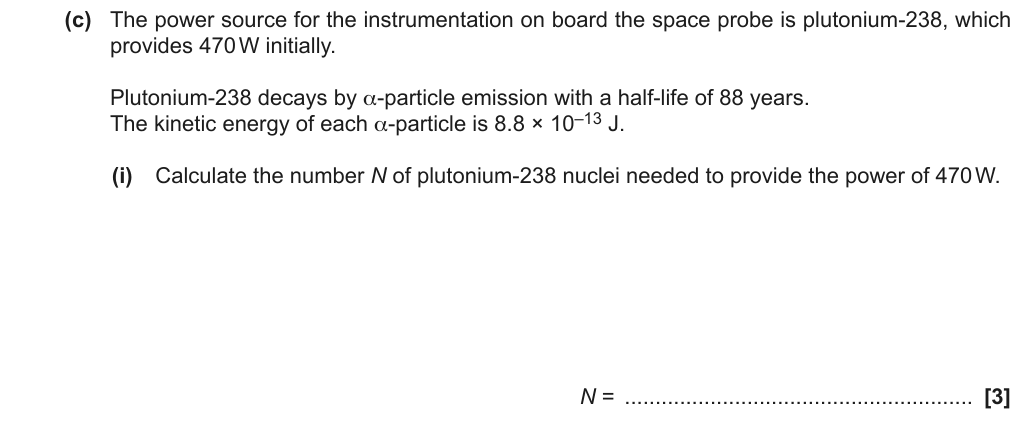 (c) The power source for the instrumentation on board the space probe is plutonium-238, which
provides 470 W initially.
Plutonium-238 decays by α-particle emission with a half-life of 88 years.
The kinetic energy of each α-particle is 8.8 × 10⁻¹³ J.
(i) Calculate the number N of plutonium-238 nuclei needed to provide the power of 470 W.
N = ......................................................... [3]